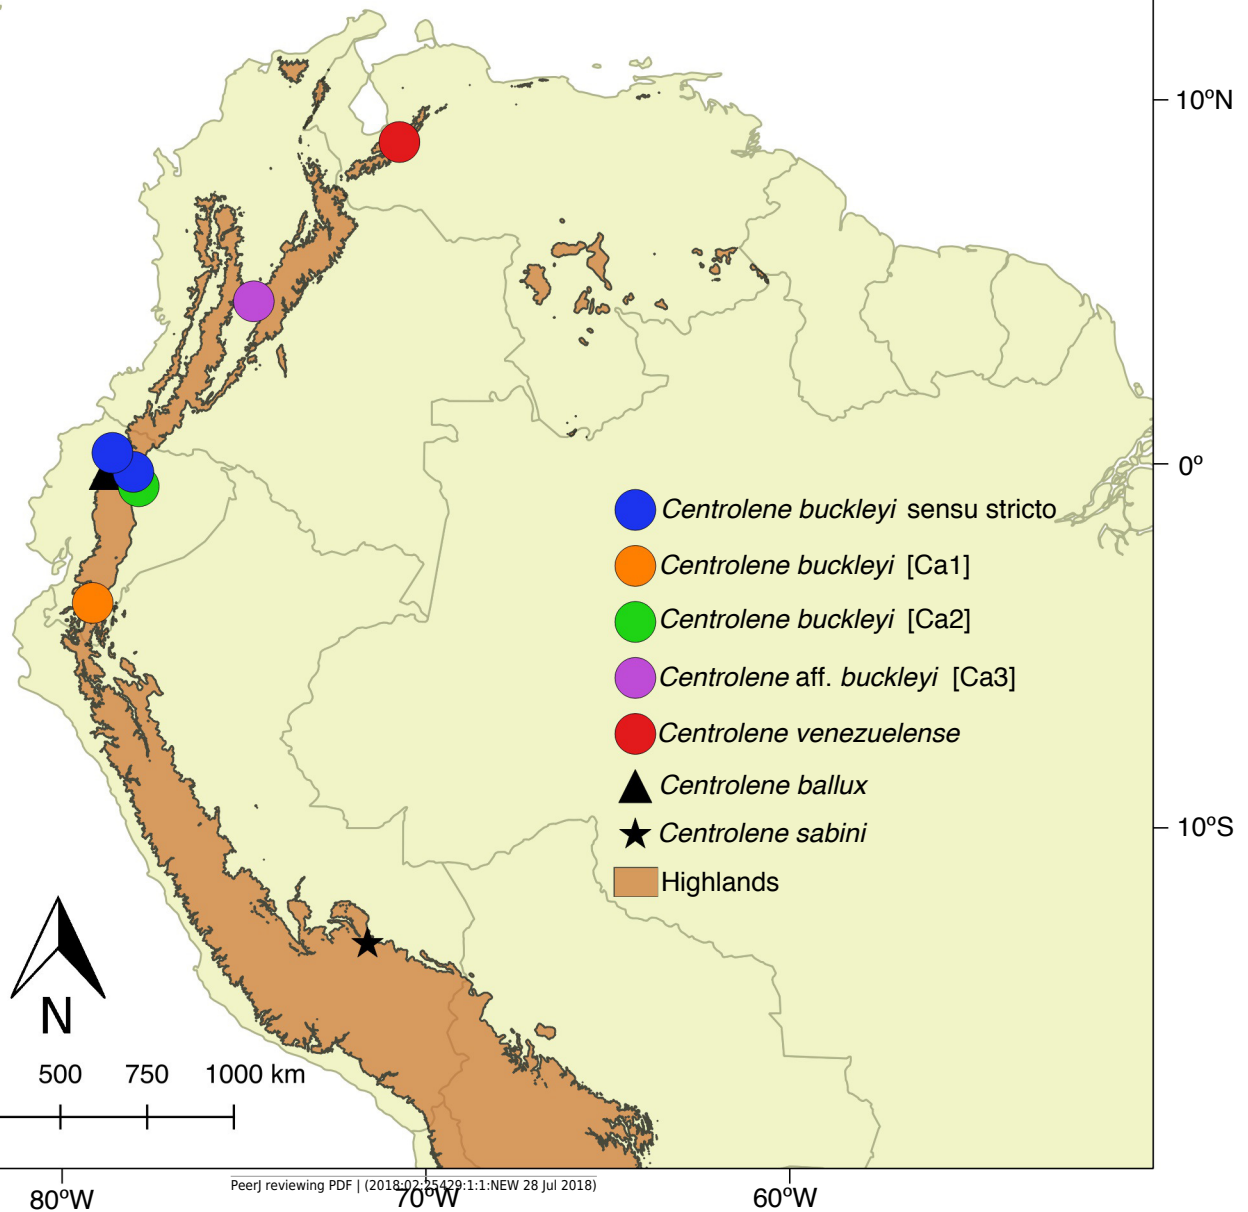 10ºN
Centrolene buckleyi sensu stricto
0º
Centrolene buckleyi [Ca1]
Centrolene buckleyi [Ca2]
Centrolene aff. buckleyi [Ca3]
Centrolene venezuelense
Centrolene ballux
10ºS
Centrolene sabini
Highlands
N
500 750 1000 km
80ºW 70ºW 60ºW
PeerJ reviewing PDF | (2018:02:25429:1:1:NEW 28 Jul 2018)